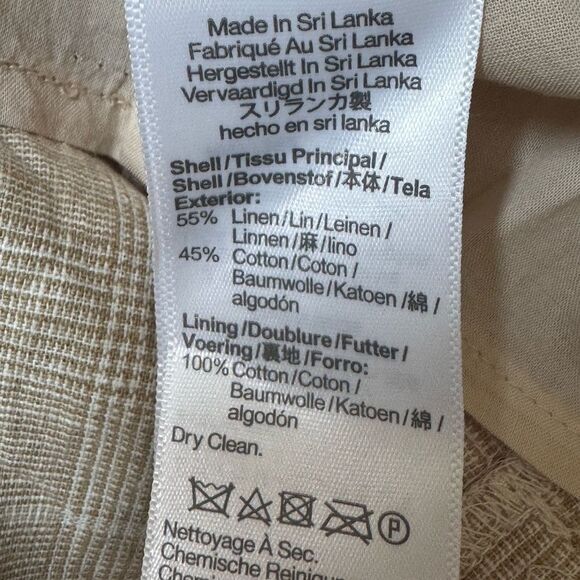 Made In Sri Lanka
Fabriqué Au Sri Lanka
Hergestellt In Sri Lanka
Vervaardigd In Sri Lanka
スリランカ製
hecho en sri lanka
Shell/Tissu Principal/
Shell/Bovenstof/本体/Tela
Exterior:
55% Linen/Lin/Leinen/
Linnen/麻/lino
45% Cotton/Coton/
Baumwolle/Katoen/綿/
algodón
Lining/Doublure/Futter/
Voering/裏地/Forro:
100% Cotton/Coton/
Baumwolle/Katoen/綿/
algodón
Dry Clean.
P
Nettoyage À Sec.
Chemische Reiniging